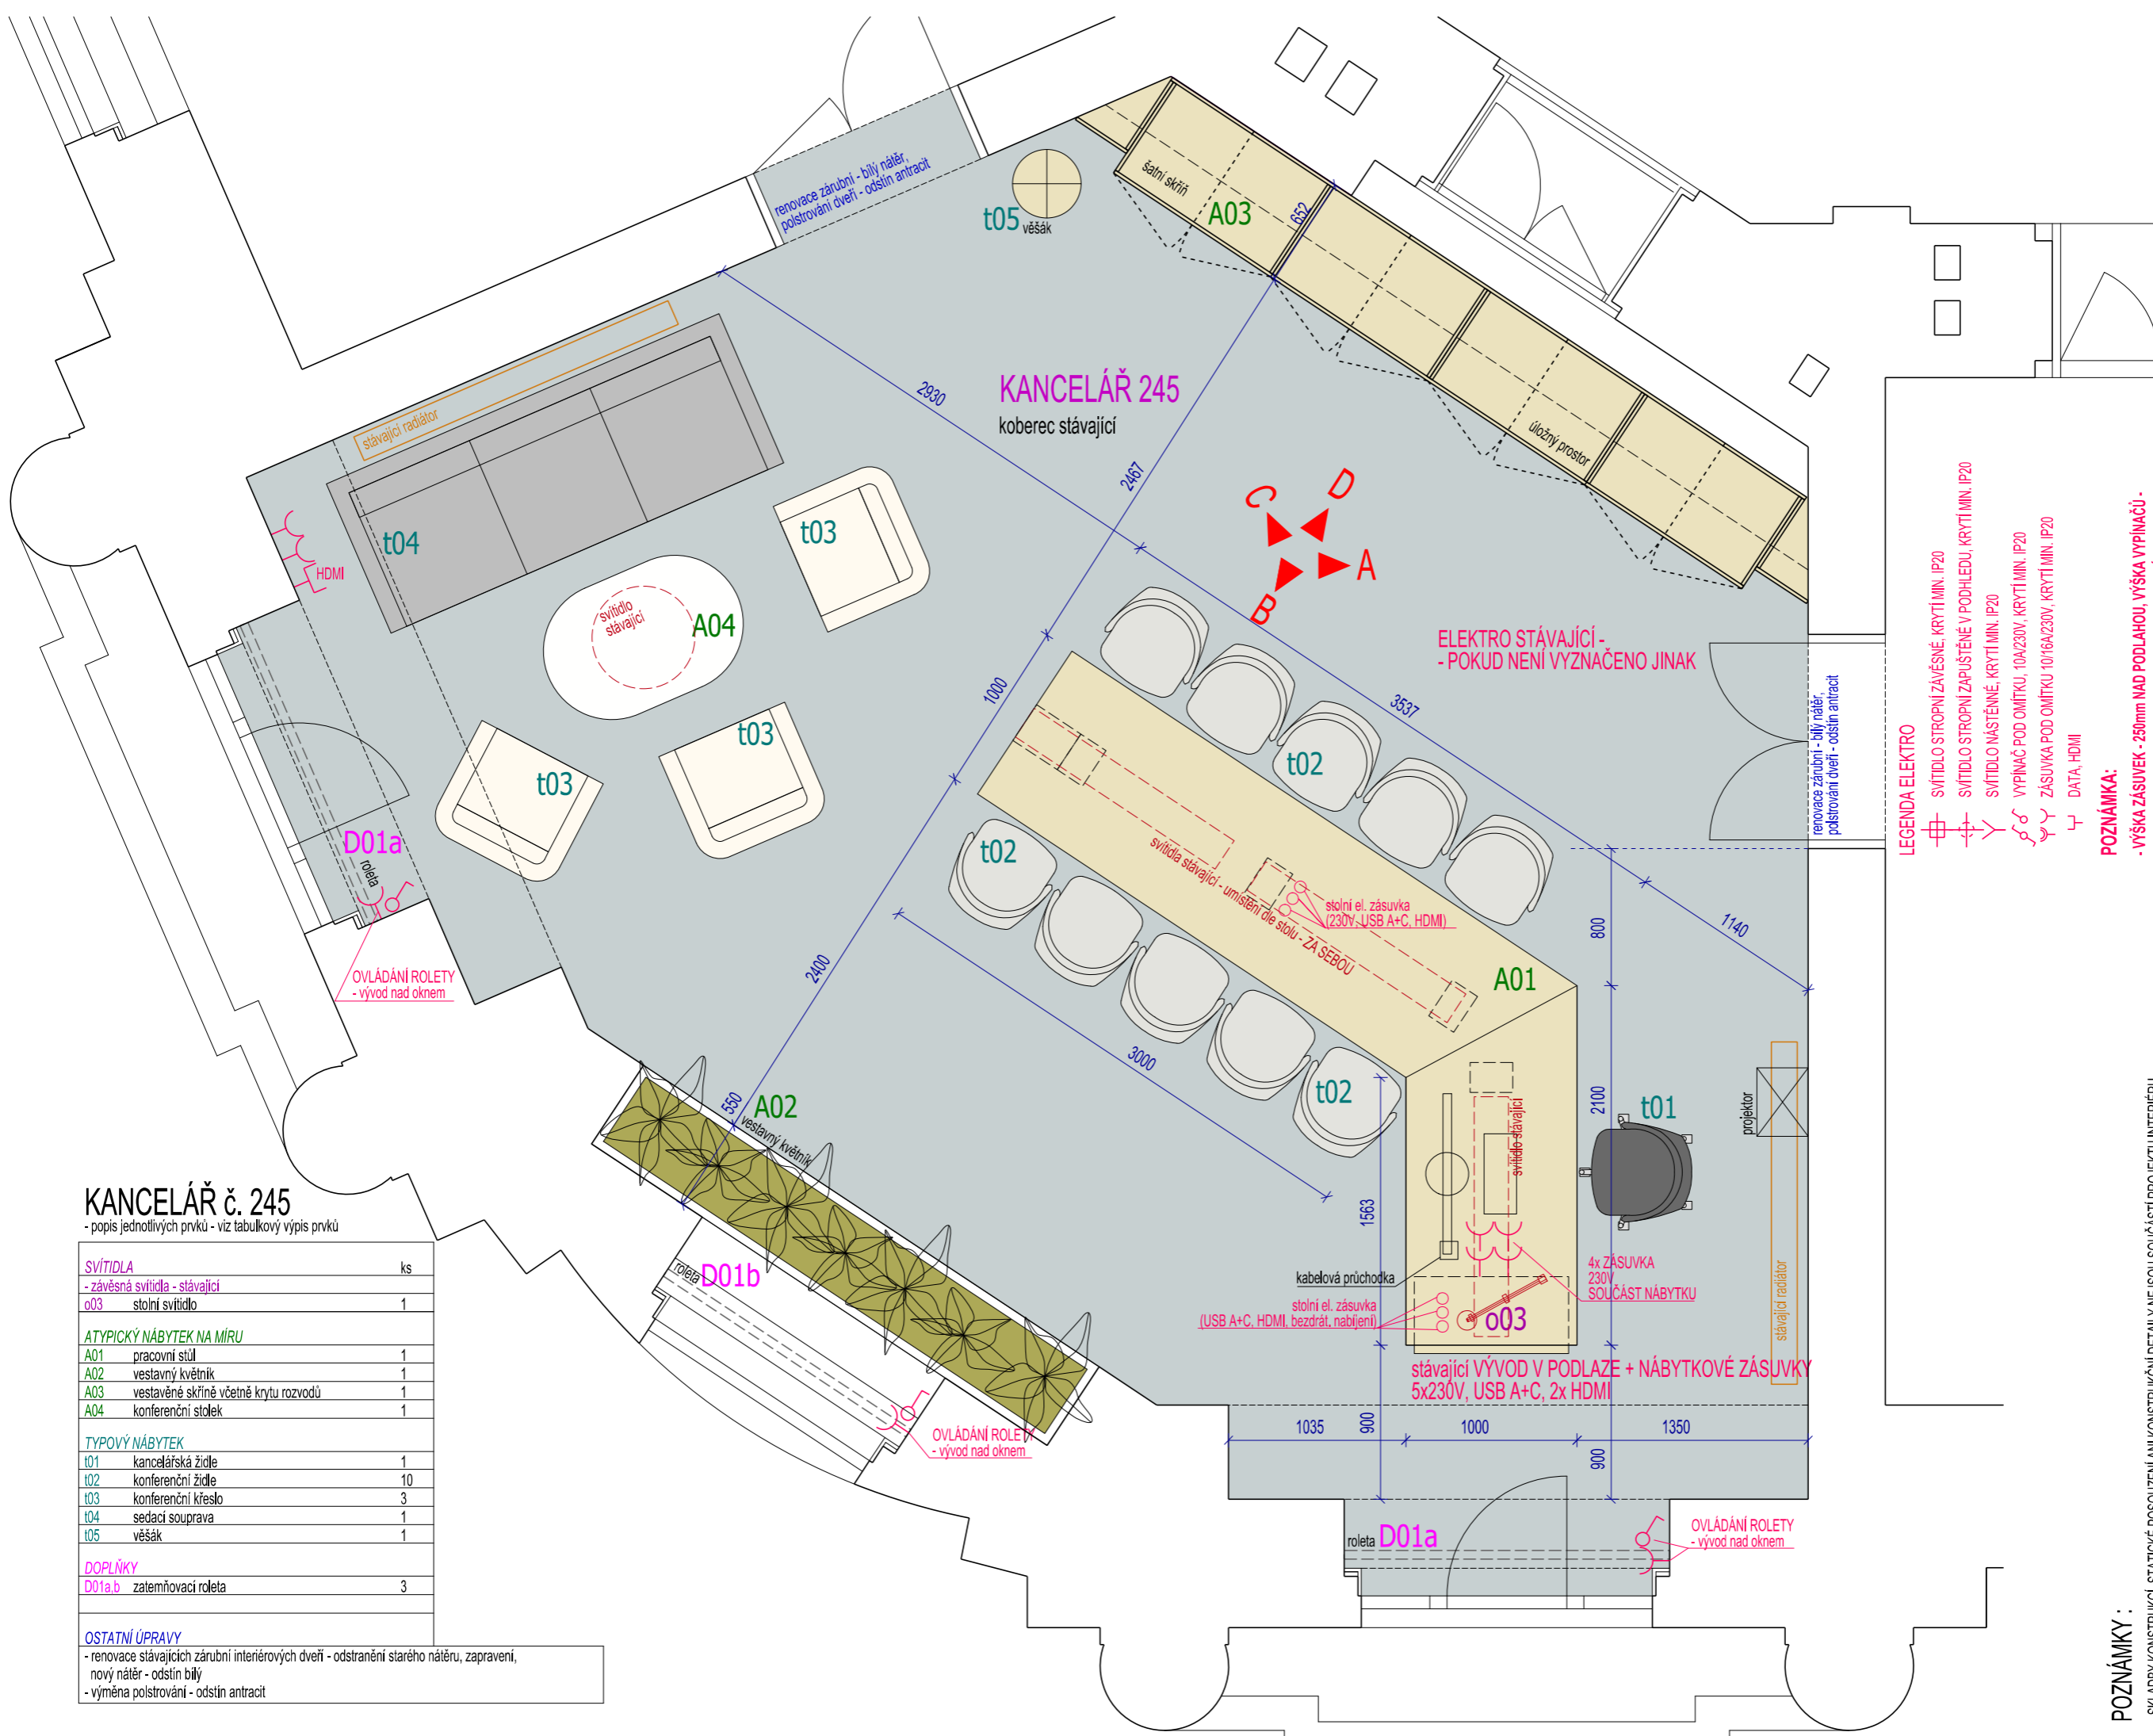 renovace zárubní - bílý nátěr,
polstrování dveří - odstín antracit
t05 věšák
šatní skříň
A03
652
KANCELÁŘ 245
koberec stávající
2930
2467
úložný prostor
stávající radiátor
t04
HDMI
t03
svítidlo
stávající
A04
t03
t03
C
D
A
B
ELEKTRO STÁVAJÍCÍ -
- POKUD NENÍ VYZNAČENO JINAK
renovace zárubní - bílý nátěr,
polstrování dveří - odstín antracit
1000
3537
t02
t02
svítidla stávající - umístění dle stolu - ZA SEBOU
stolní el. zásuvka
(230V, USB A+C, HDMI)
A01
800
1140
D01a
roleta
OVLÁDÁNÍ ROLETY
- vývod nad oknem
2400
3000
t02
550
A02
vestavný květník
2100
t01
projektor
svítidlo stávající
1563
kabelová průchodka
4x ZÁSUVKA
230V
SOUČÁST NÁBYTKU
stolní el. zásuvka
(USB A+C, HDMI, bezdrát. nabíjení)
o03
stávající radiátor
stávající VÝVOD V PODLAZE + NÁBYTKOVÉ ZÁSUVKY
5x230V, USB A+C, 2x HDMI
roleta D01b
OVLÁDÁNÍ ROLETY
- vývod nad oknem
1035
900
1000
1350
900
roleta D01a
OVLÁDÁNÍ ROLETY
- vývod nad oknem
KANCELÁŘ č. 245
- popis jednotlivých prvků - viz tabulkový výpis prvků
SVÍTIDLA ks
- závěsná svítidla - stávající
o03 stolní svítidlo 1
ATYPICKÝ NÁBYTEK NA MÍRU
A01 pracovní stůl 1
A02 vestavný květník 1
A03 vestavěné skříně včetně krytu rozvodů 1
A04 konferenční stolek 1
TYPOVÝ NÁBYTEK
t01 kancelářská židle 1
t02 konferenční židle 10
t03 konferenční křeslo 3
t04 sedací souprava 1
t05 věšák 1
DOPLŇKY
D01a,b zatemňovací roleta 3
OSTATNÍ ÚPRAVY
- renovace stávajících zárubní interiérových dveří - odstranění starého nátěru, zapravení,
nový nátěr - odstín bílý
- výměna polstrování - odstín antracit
LEGENDA ELEKTRO
SVÍTIDLO STROPNÍ ZÁVĚSNÉ, KRYTÍ MIN. IP20
SVÍTIDLO STROPNÍ ZAPUŠTĚNÉ V PODHLEDU, KRYTÍ MIN. IP20
SVÍTIDLO NÁSTĚNNÉ, KRYTÍ MIN. IP20
VYPÍNAČ POD OMÍTKU, 10A/230V, KRYTÍ MIN. IP20
ZÁSUVKA POD OMÍTKU 10/16A/230V, KRYTÍ MIN. IP20
DATA, HDMI
POZNÁMKA:
- VÝŠKA ZÁSUVEK - 250mm NAD PODLAHOU, VÝŠKA VYPÍNAČŮ -
POZNÁMKY :